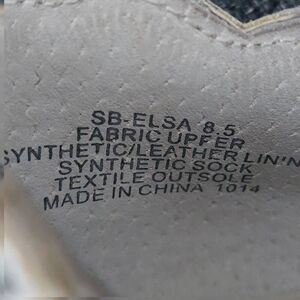 SB-ELSA 8.5
FABRIC UPPER
SYNTHETIC/LEATHER LIN'N
SYNTHETIC SOCK
TEXTILE OUTSOLE
MADE IN CHINA 1014